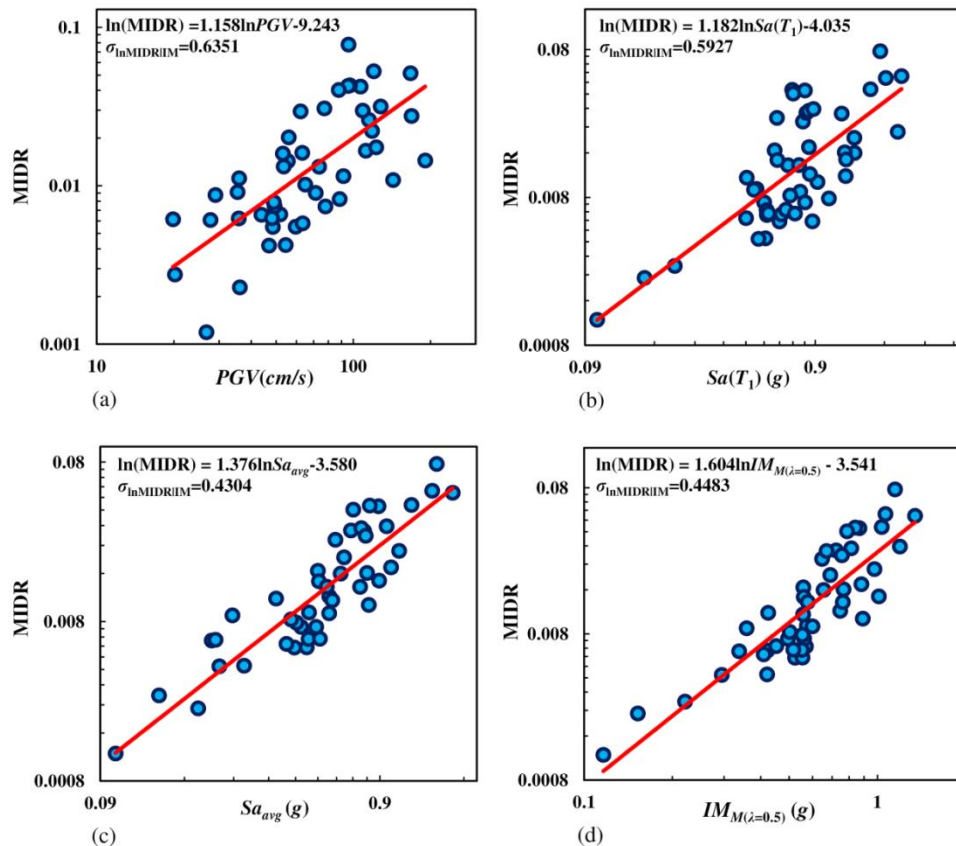 ln(MIDR) =1.158lnPGV-9.243
σlnMIDR|IM=0.6351
0.1
0.01
0.001
MIDR
10
100
PGV(cm/s)
(a)
ln(MIDR) =1.182lnSa(T1)-4.035
σlnMIDR|IM=0.5927
0.08
0.008
0.0008
MIDR
0.09
0.9
Sa(T1) (g)
(b)
ln(MIDR) = 1.376lnSaavg-3.580
σlnMIDR|IM=0.4304
0.08
0.008
0.0008
MIDR
0.09
0.9
Saavg (g)
(c)
ln(MIDR) = 1.604lnIMM(λ=0.5) - 3.541
σlnMIDR|IM=0.4483
0.08
0.008
0.0008
MIDR
0.1
1
IMM(λ=0.5) (g)
(d)